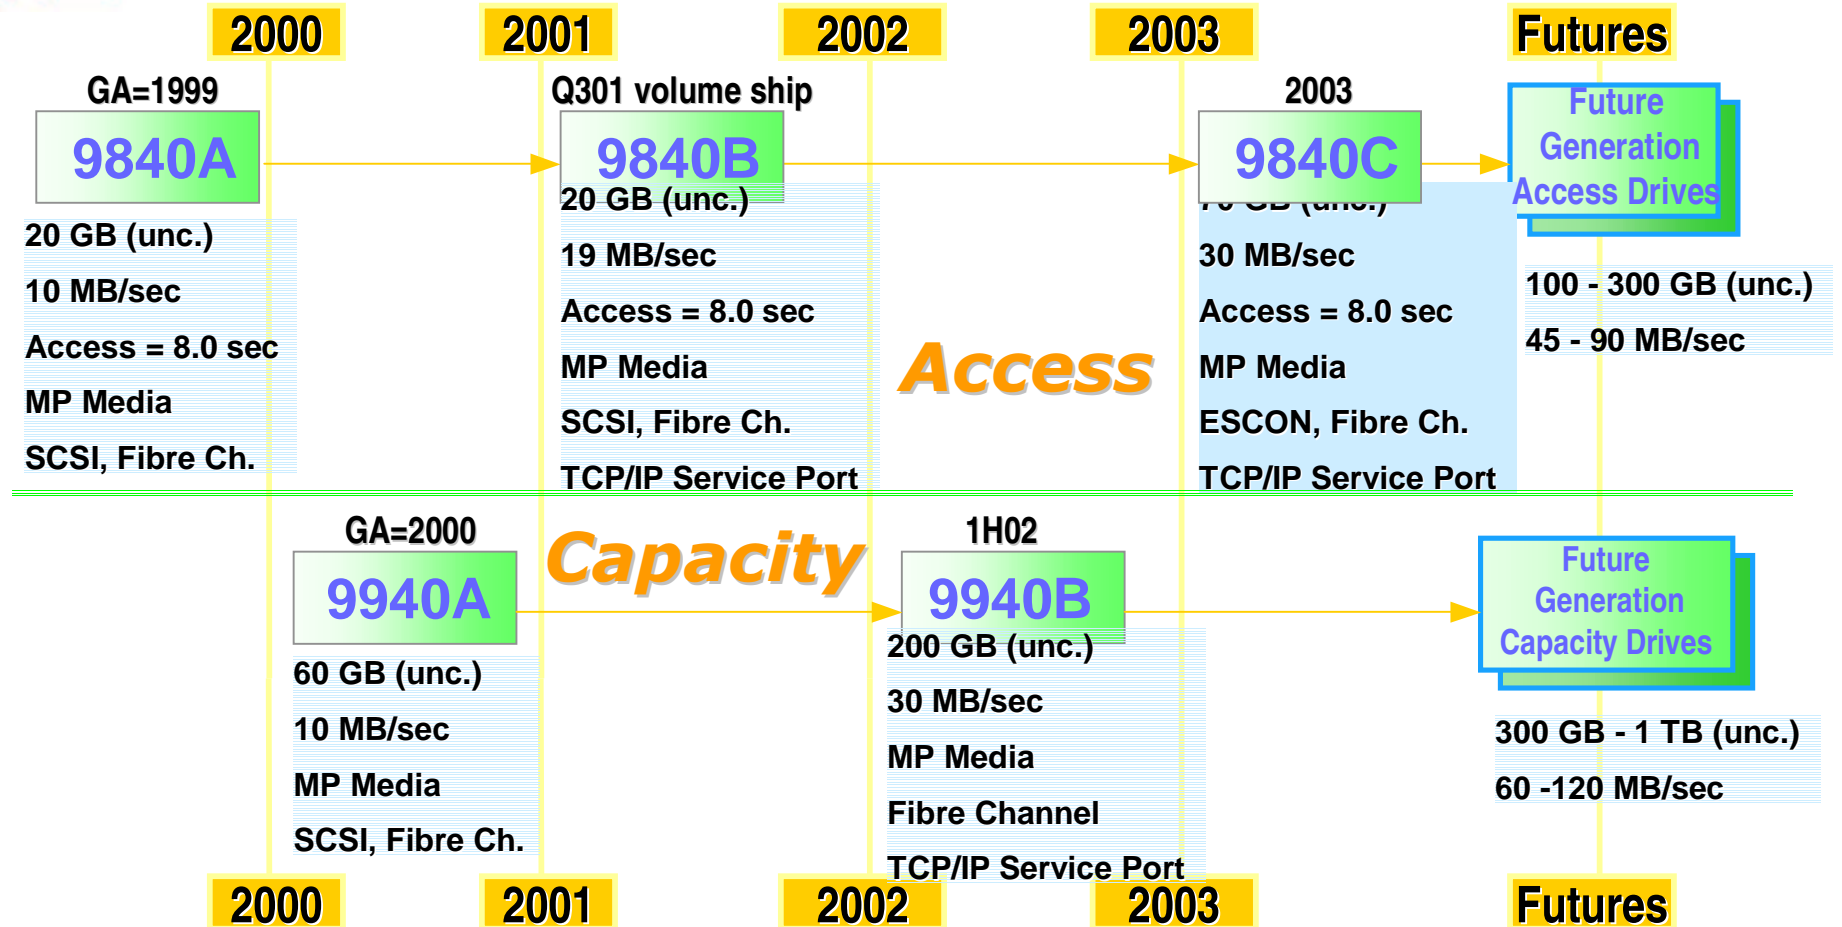 2000
2001
2002
2003
Futures
GA=1999
9840A
20 GB (unc.)
10 MB/sec
Access = 8.0 sec
MP Media
SCSI, Fibre Ch.
Q301 volume ship
9840B
20 GB (unc.)
19 MB/sec
Access = 8.0 sec
MP Media
SCSI, Fibre Ch.
TCP/IP Service Port
Access
2003
9840C
GB (unc.)
30 MB/sec
Access = 8.0 sec
MP Media
ESCON, Fibre Ch.
TCP/IP Service Port
Future
Generation
Access Drives
100 - 300 GB (unc.)
45 - 90 MB/sec
GA=2000
9940A
60 GB (unc.)
10 MB/sec
MP Media
SCSI, Fibre Ch.
Capacity
1H02
9940B
200 GB (unc.)
30 MB/sec
MP Media
Fibre Channel
TCP/IP Service Port
Future
Generation
Capacity Drives
300 GB - 1 TB (unc.)
60 -120 MB/sec
2000
2001
2002
2003
Futures